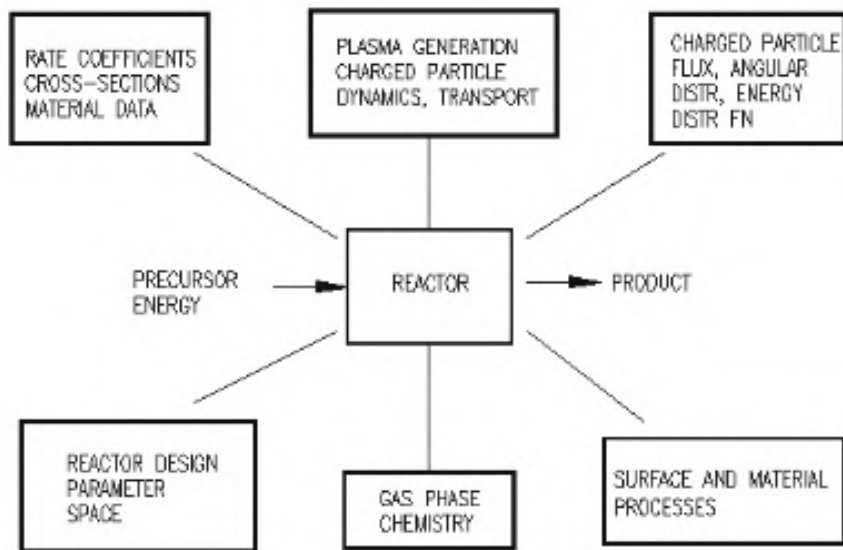 RATE COEFFICIENTS
CROSS-SECTIONS
MATERIAL DATA
PLASMA GENERATION
CHARGED PARTICLE
DYNAMICS, TRANSPORT
CHARGED PARTICLE
FLUX, ANGULAR
DISTR, ENERGY
DISTR FN
PRECURSOR
ENERGY
REACTOR
PRODUCT
REACTOR DESIGN
PARAMETER
SPACE
GAS PHASE
CHEMISTRY
SURFACE AND MATERIAL
PROCESSES